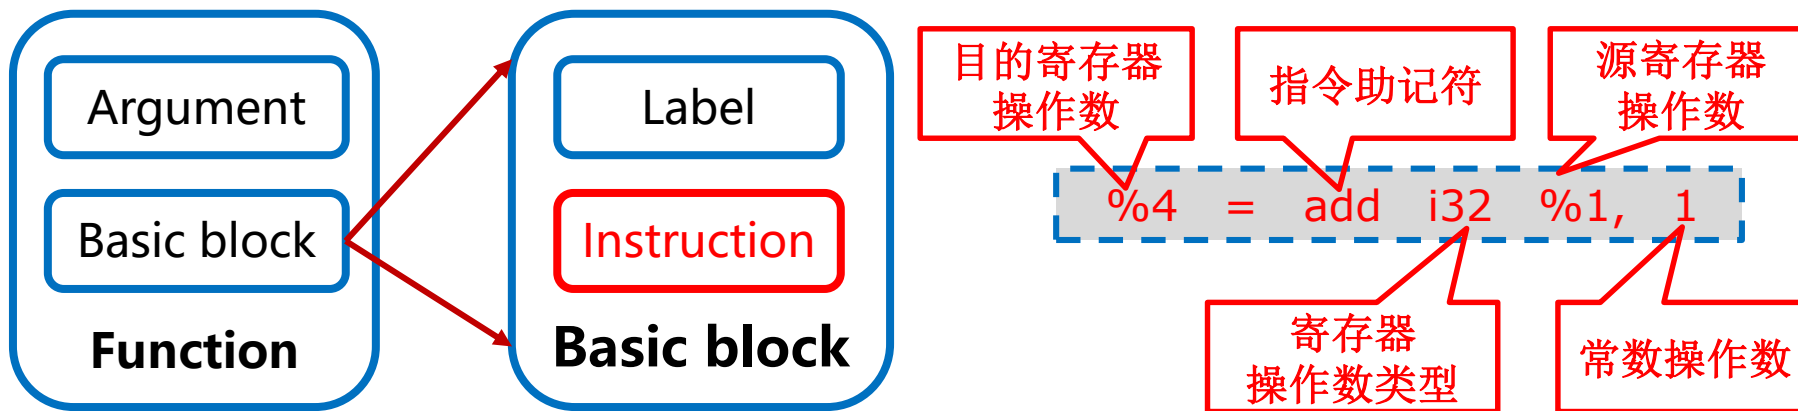 Argument
Basic block
Function
Label
Instruction
Basic block
目的寄存器
操作数
指令助记符
源寄存器
操作数
%4 = add i32 %1, 1
寄存器
操作数类型
常数操作数